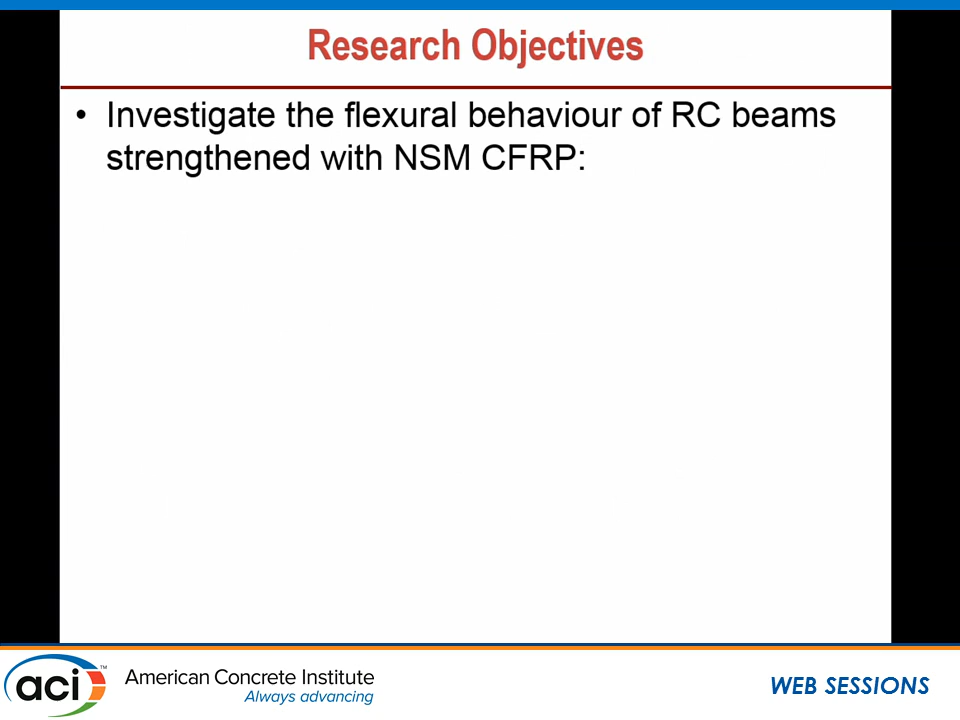 Research Objectives
• Investigate the flexural behaviour of RC beams
strengthened with NSM CFRP:
aci™
American Concrete Institute
Always advancing
WEB SESSIONS